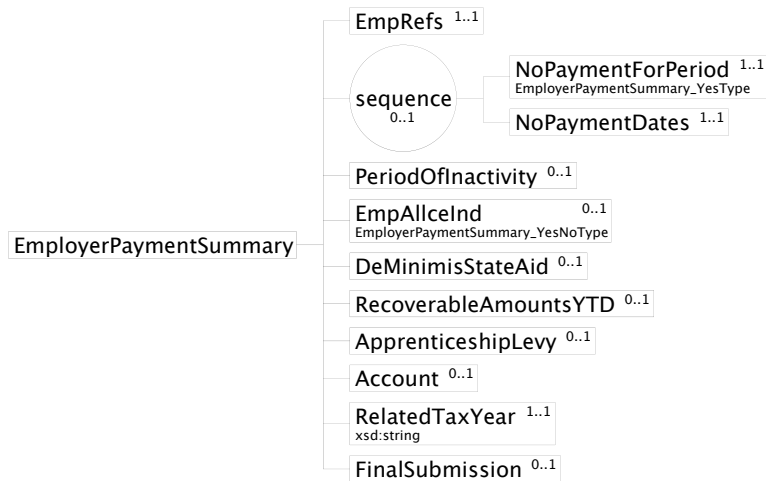 EmpRefs 1..1
sequence
0..1
NoPaymentForPeriod 1..1
EmployerPaymentSummary_YesType
NoPaymentDates 1..1
PeriodOfInactivity 0..1
EmpAllceInd 0..1
EmployerPaymentSummary_YesNoType
EmployerPaymentSummary
DeMinimisStateAid 0..1
RecoverableAmountsYTD 0..1
ApprenticeshipLevy 0..1
Account 0..1
RelatedTaxYear 1..1
xsd:string
FinalSubmission 0..1